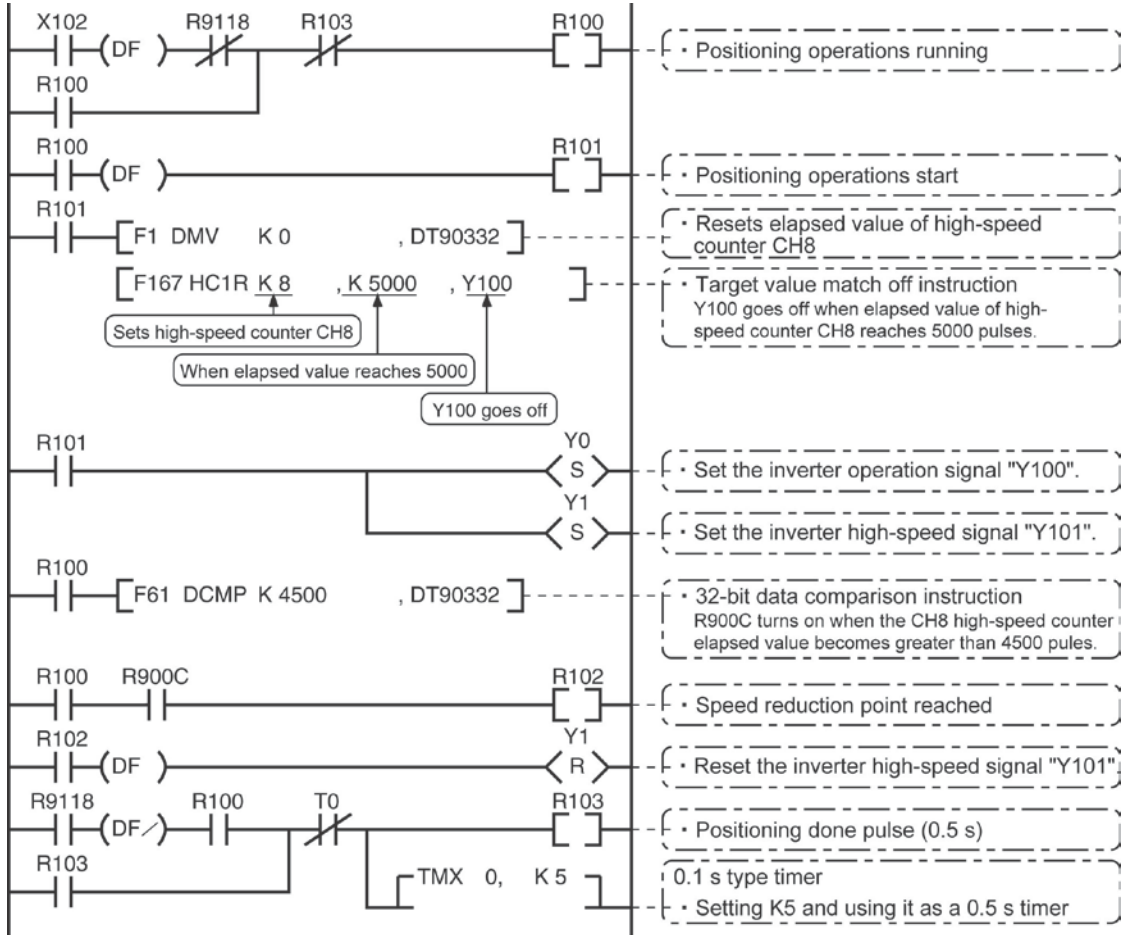 X102 R9118 R103 R100
(DF ) · Positioning operations running
R100
R100 R101
(DF ) · Positioning operations start
R101
F1 DMV K 0 , DT90332 · Resets elapsed value of high-speed
counter CH8
F167 HC1R K 8 , K 5000 , Y100 · Target value match off instruction
Y100 goes off when elapsed value of high-
speed counter CH8 reaches 5000 pulses.
Sets high-speed counter CH8
When elapsed value reaches 5000
Y100 goes off
R101 Y0
S · Set the inverter operation signal "Y100".
Y1
S · Set the inverter high-speed signal "Y101".
R100
F61 DCMP K 4500 , DT90332 · 32-bit data comparison instruction
R900C turns on when the CH8 high-speed counter
elapsed value becomes greater than 4500 pules.
R100 R900C R102
· Speed reduction point reached
R102 Y1
(DF ) R · Reset the inverter high-speed signal "Y101".
R9118 R100 T0 R103
(DF/) · Positioning done pulse (0.5 s)
R103
TMX 0, K 5 0.1 s type timer
· Setting K5 and using it as a 0.5 s timer